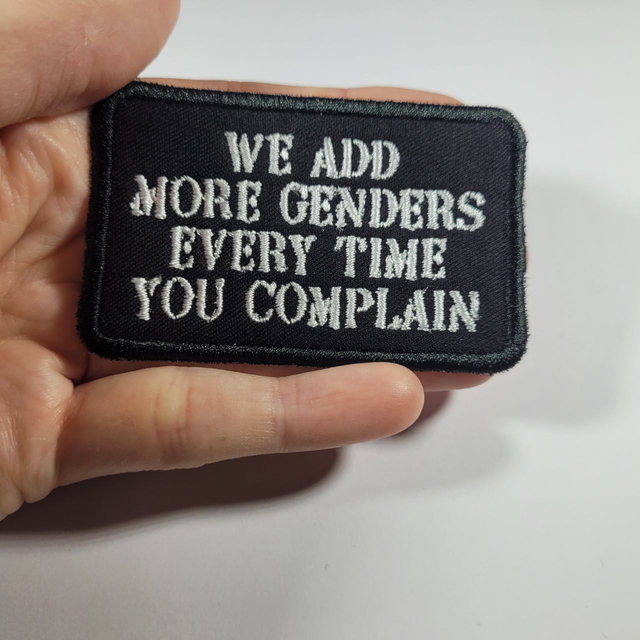 WE ADD
MORE GENDERS
EVERY TIME
YOU COMPLAIN